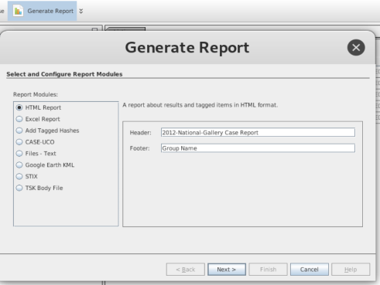 Generate Report
Generate Report
Select and Configure Report Modules
Report Modules:
HTML Report
Excel Report
Add Tagged Hashes
CASE-UCO
Files - Text
Google Earth KML
STIX
TSK Body File
A report about results and tagged items in HTML format.
Header: 2012-National-Gallery Case Report
Footer: Group Name
< Back Next > Finish Cancel Help